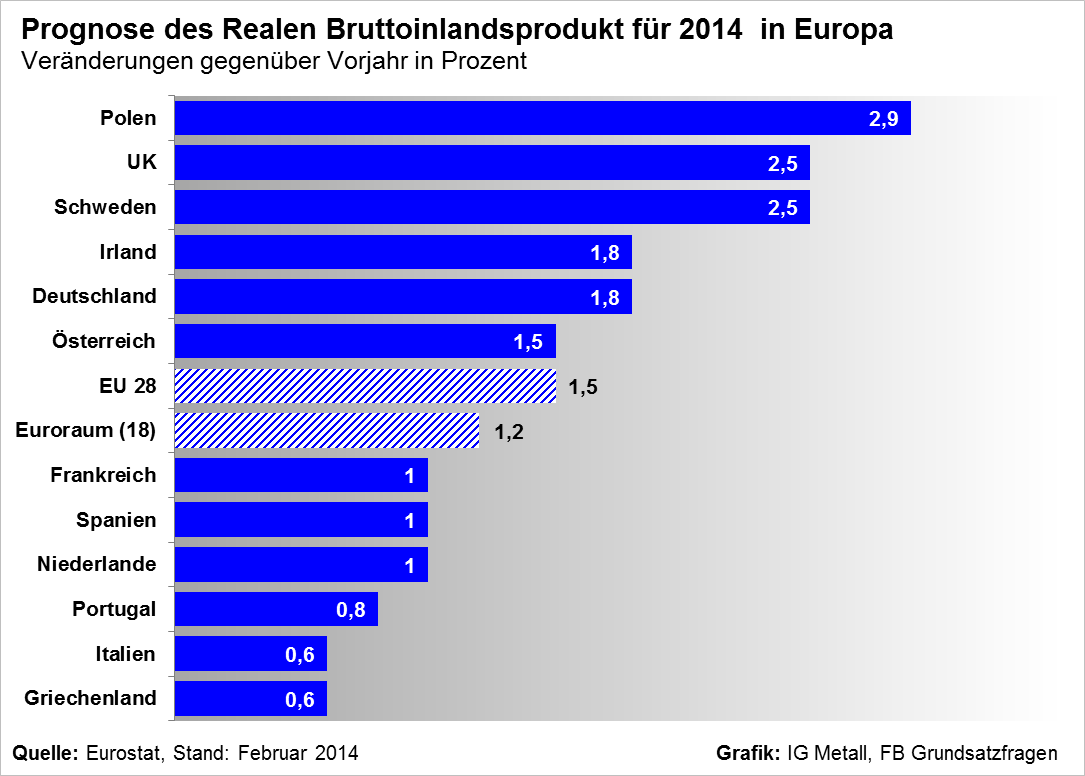 Prognose des Realen Bruttoinlandsprodukt für 2014 in Europa
Veränderungen gegenüber Vorjahr in Prozent
Polen 2,9
UK 2,5
Schweden 2,5
Irland 1,8
Deutschland 1,8
Österreich 1,5
EU 28 1,5
Euroraum (18) 1,2
Frankreich 1
Spanien 1
Niederlande 1
Portugal 0,8
Italien 0,6
Griechenland 0,6
Quelle: Eurostat, Stand: Februar 2014 Grafik: IG Metall, FB Grundsatzfragen